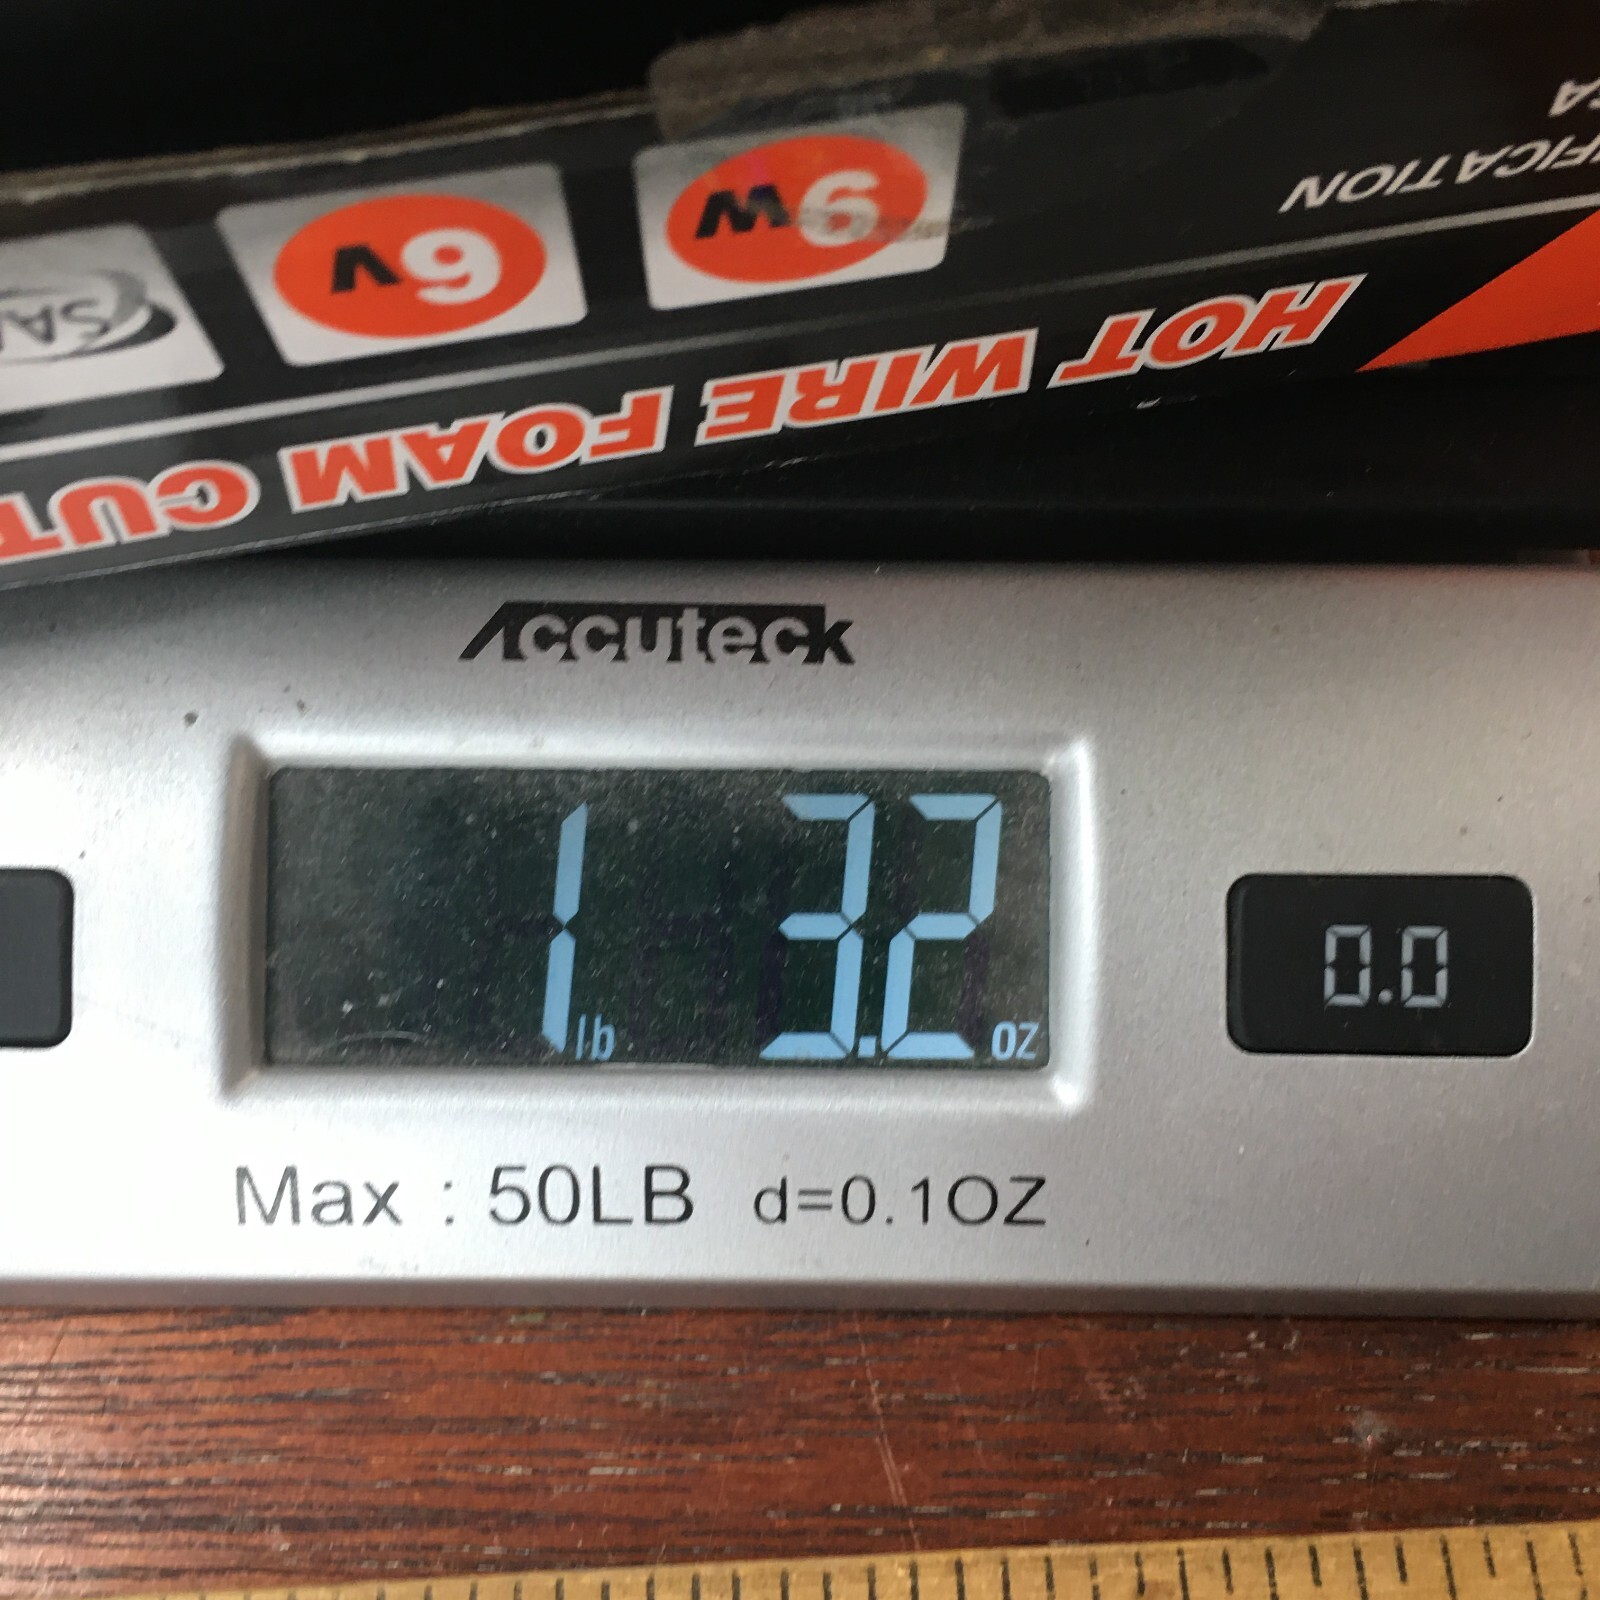 FICATION
9W
6V
HOT WIRE FOAM CUT
Accuteck
1 lb 3.2 oz
0.0
Max : 50LB d=0.1OZ